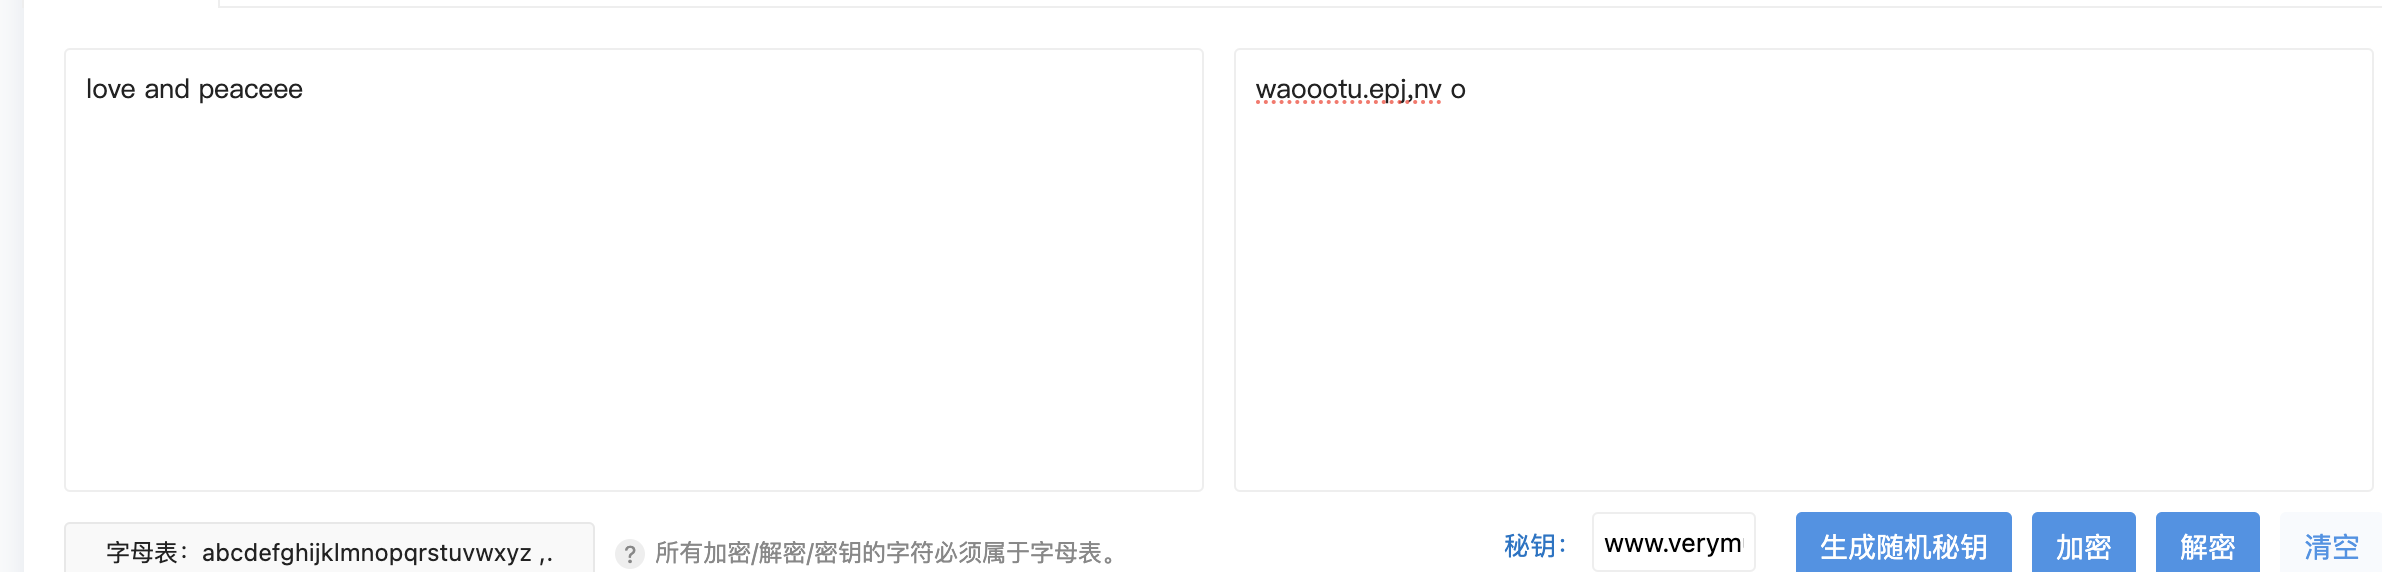 love and peaceee
waoootu.epj,nv o
字母表：abcdefghijklmnopqrstuvwxyz ,.
? 所有加密/解密/密钥的字符必须属于字母表。
秘钥： www.verym
生成随机秘钥
加密
解密
清空